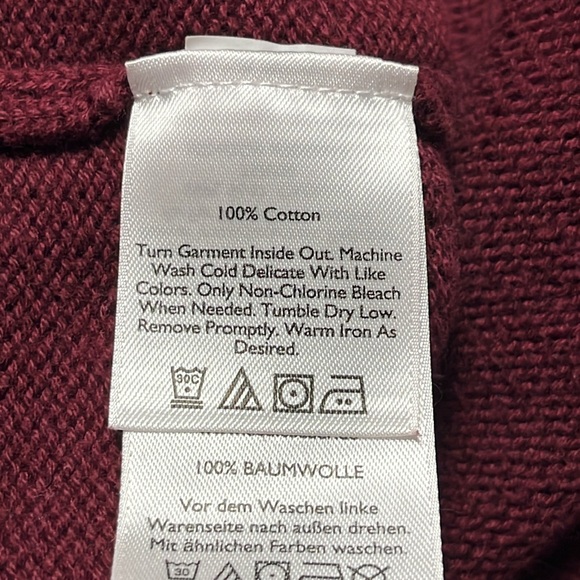 100% Cotton
Turn Garment Inside Out. Machine
Wash Cold Delicate With Like
Colors. Only Non-Chlorine Bleach
When Needed. Tumble Dry Low.
Remove Promptly. Warm Iron As
Desired.
30C
100% BAUMWOLLE
Vor dem Waschen linke
Warenseite nach außen drehen.
Mit ähnlichen Farben waschen.
30